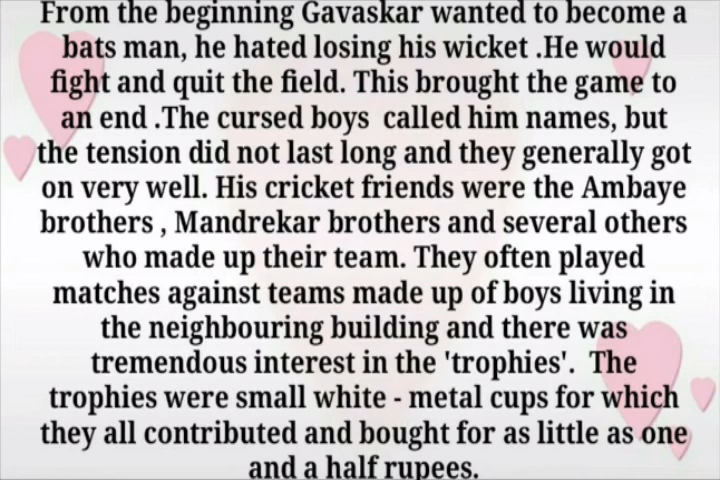 From the beginning Gavaskar wanted to become a
bats man, he hated losing his wicket .He would
fight and quit the field. This brought the game to
an end .The cursed boys  called him names, but
the tension did not last long and they generally got
on very well. His cricket friends were the Ambaye
brothers , Mandrekar brothers and several others
who made up their team. They often played
matches against teams made up of boys living in
the neighbouring building and there was
tremendous interest in the 'trophies'.  The
trophies were small white - metal cups for which
they all contributed and bought for as little as one
and a half rupees.